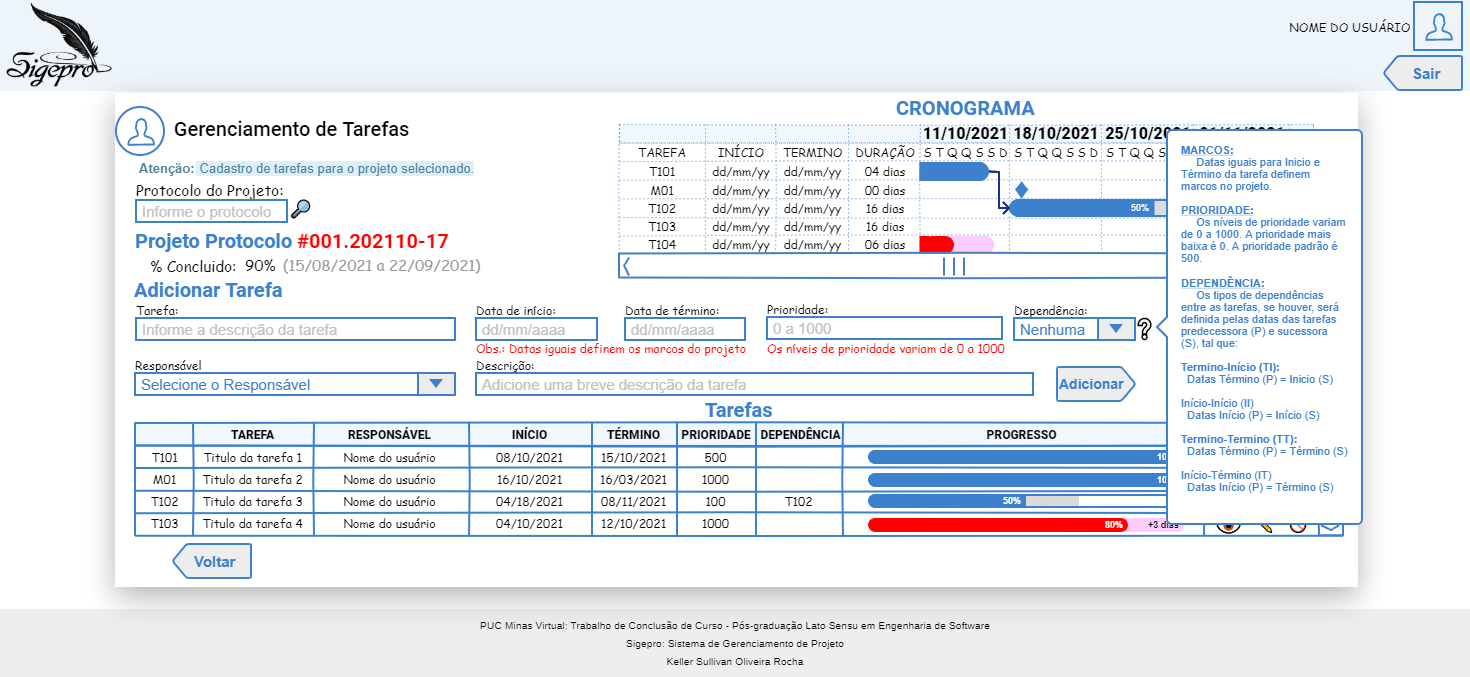 Sigepro
NOME DO USUÁRIO
Sair
Gerenciamento de Tarefas
Atenção: Cadastro de tarefas para o projeto selecionado.
Protocolo do Projeto:
Informe o protocolo
Projeto Protocolo #001.202110-17
% Concluido: 90% (15/08/2021 a 22/09/2021)
CRONOGRAMA
11/10/2021 18/10/2021 25/10/2021
TAREFA INÍCIO TERMINO DURAÇÃO S T Q Q S S D S T Q Q S S D S T Q Q S
T101 dd/mm/yy dd/mm/yy 04 dias
M01 dd/mm/yy dd/mm/yy 00 dias
T102 dd/mm/yy dd/mm/yy 16 dias 50%
T103 dd/mm/yy dd/mm/yy 16 dias
T104 dd/mm/yy dd/mm/yy 06 dias
Adicionar Tarefa
Tarefa:
Informe a descrição da tarefa
Data de início:
dd/mm/aaaa
Data de término:
dd/mm/aaaa
Obs.: Datas iguais definem os marcos do projeto
Prioridade:
0 a 1000
Os níveis de prioridade variam de 0 a 1000
Dependência:
Nenhuma
?
Responsável
Selecione o Responsável
Descrição:
Adicione uma breve descrição da tarefa
Adicionar
MARCOS:
Datas iguais para Inicio e
Término da tarefa definem
marcos no projeto.
PRIORIDADE:
Os níveis de prioridade variam
de 0 a 1000. A prioridade mais
baixa é 0. A prioridade padrão é
500.
DEPENDÊNCIA:
Os tipos de dependências
entre as tarefas, se houver, será
definida pelas datas das tarefas
predecessora (P) e sucessora
(S), tal que:
Termino-Início (TI):
Datas Término (P) = Inicio (S)
Início-Início (II)
Datas Início (P) = Início (S)
Termino-Termino (TT):
Datas Término (P) = Término (S)
Início-Término (IT)
Datas Início (P) = Término (S)
Tarefas
TAREFA RESPONSÁVEL INÍCIO TÉRMINO PRIORIDADE DEPENDÊNCIA PROGRESSO
T101 Titulo da tarefa 1 Nome do usuário 08/10/2021 15/10/2021 500
M01 Titulo da tarefa 2 Nome do usuário 16/10/2021 16/03/2021 1000
T102 Titulo da tarefa 3 Nome do usuário 04/18/2021 08/11/2021 100 T102 50%
T103 Titulo da tarefa 4 Nome do usuário 04/10/2021 12/10/2021 1000 80% +3 dias
Voltar
PUC Minas Virtual: Trabalho de Conclusão de Curso - Pós-graduação Lato Sensu em Engenharia de Software
Sigepro: Sistema de Gerenciamento de Projeto
Keller Sullivan Oliveira Rocha